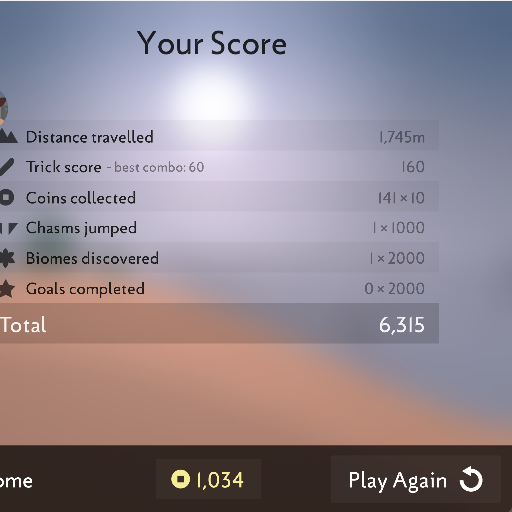 Your Score
Distance travelled 1,745m
Trick score - best combo: 60 160
Coins collected 141 × 10
Chasms jumped 1 × 1000
Biomes discovered 1 × 2000
Goals completed 0 × 2000
Total 6,315
ome 1,034 Play Again